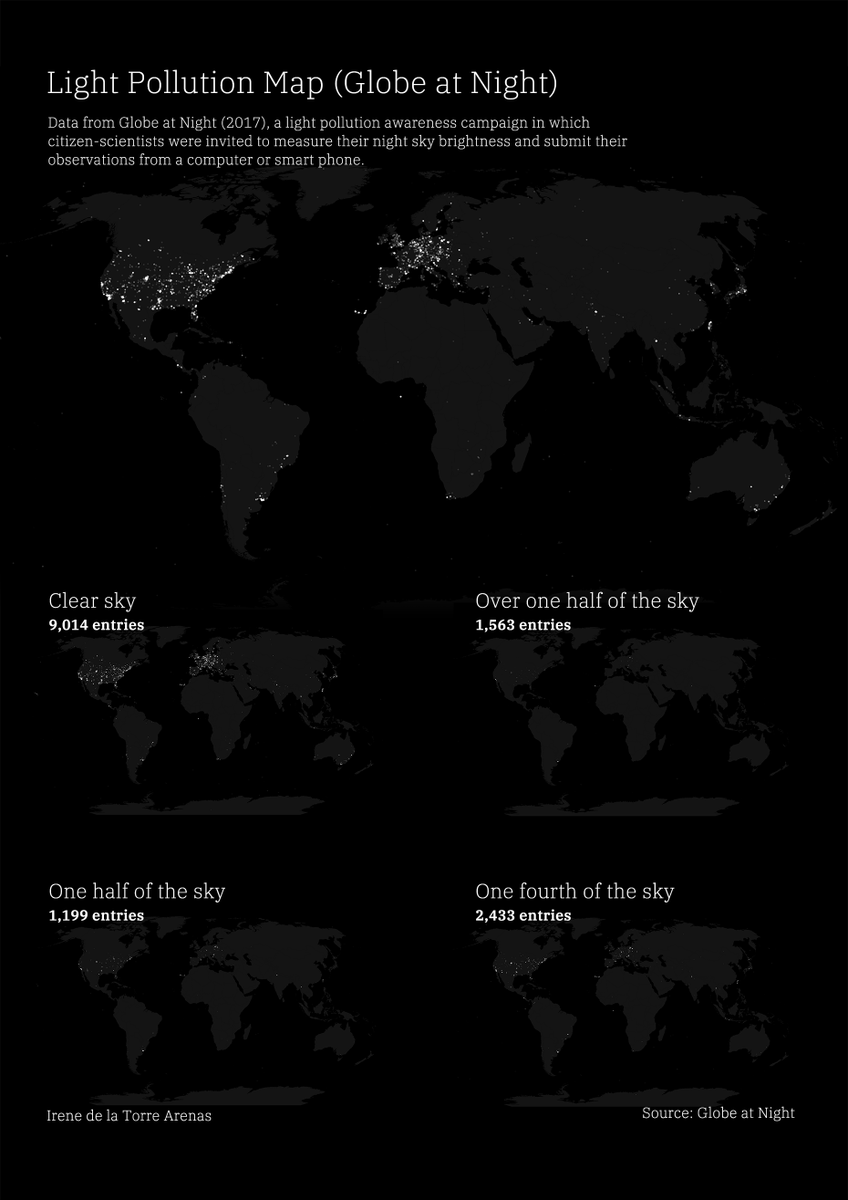 Light Pollution Map (Globe at Night)
Data from Globe at Night (2017), a light pollution awareness campaign in which
citizen-scientists were invited to measure their night sky brightness and submit their
observations from a computer or smart phone.
Clear sky
9,014 entries
Over one half of the sky
1,563 entries
One half of the sky
1,199 entries
One fourth of the sky
2,433 entries
Irene de la Torre Arenas
Source: Globe at Night